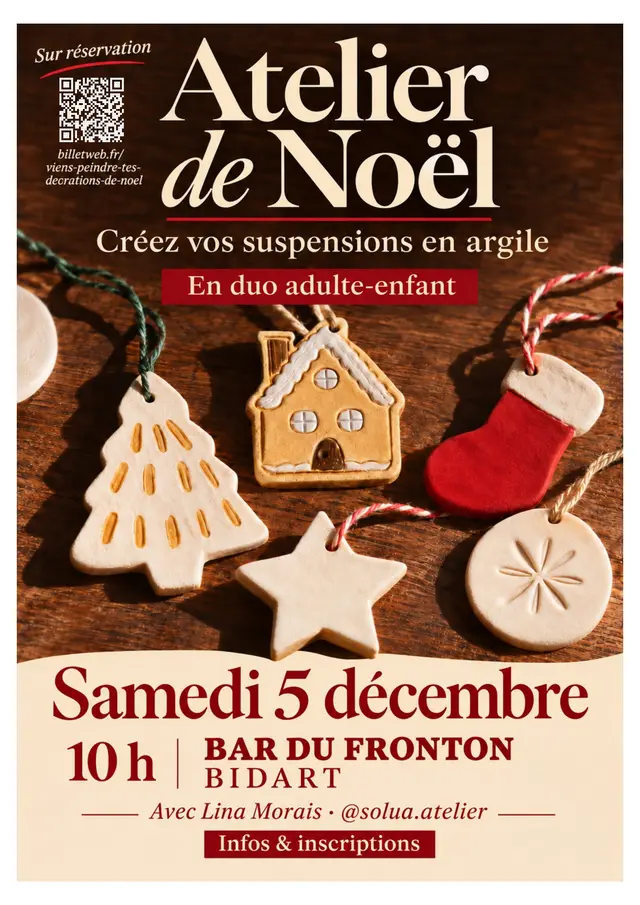 Sur réservation
billetweb.fr/
viens-peindre-tes-
decrations-de-noel
Atelier
de Noël
Créez vos suspensions en argile
En duo adulte-enfant
Samedi 5 décembre
10 h
BAR DU FRONTON
BIDART
Avec Lina Morais · @solua.atelier
Infos & inscriptions